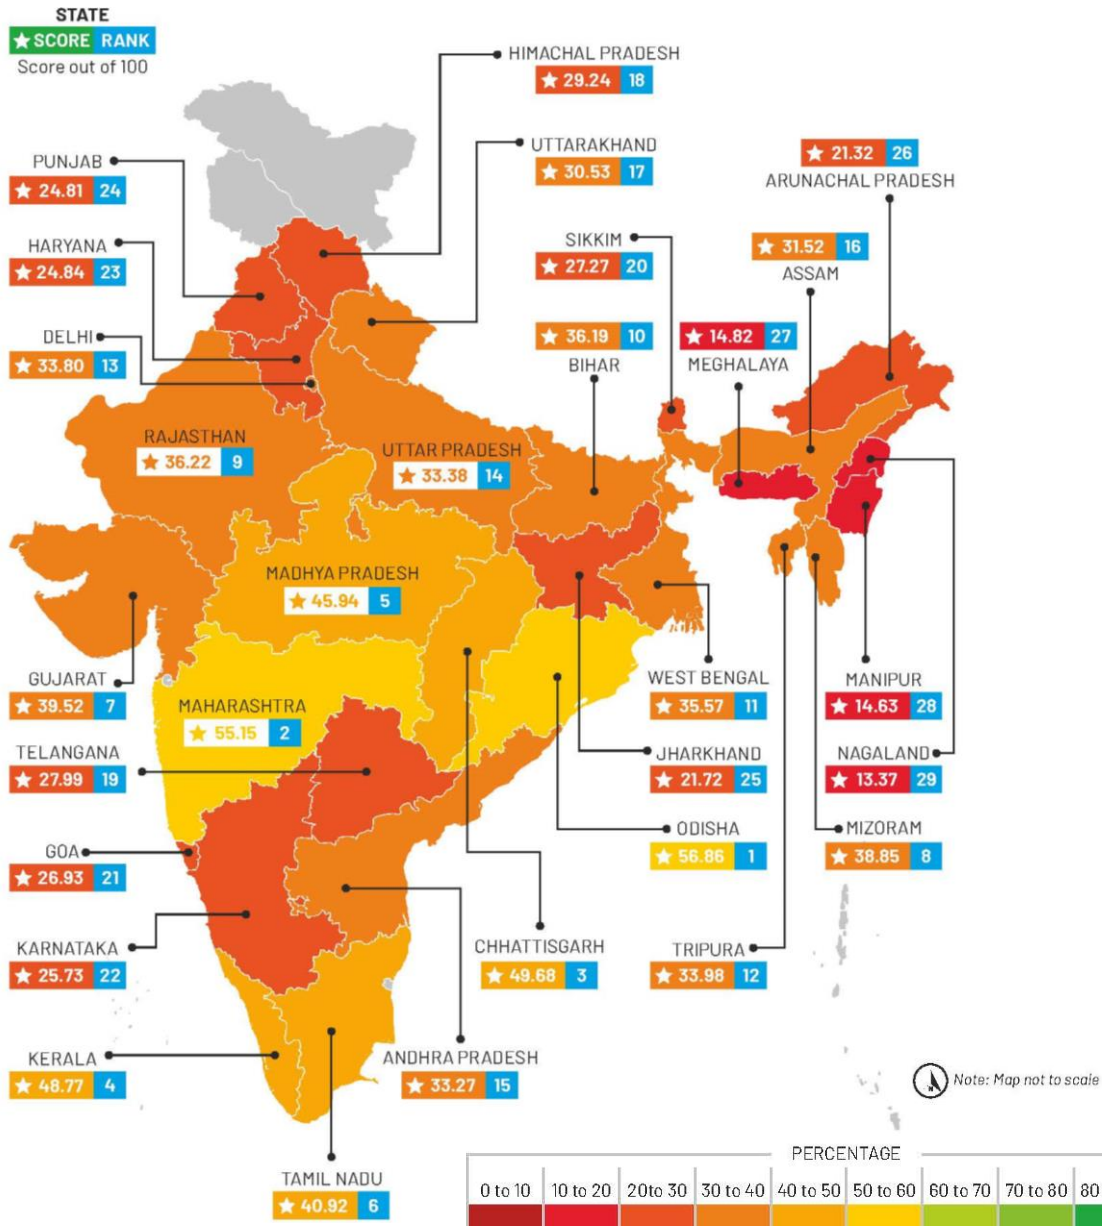 STATE
★ SCORE RANK
Score out of 100
HIMACHAL PRADESH
★ 29.24 18
UTTARAKHAND
★ 30.53 17
PUNJAB
★ 24.81 24
★ 21.32 26
ARUNACHAL PRADESH
HARYANA
★ 24.84 23
SIKKIM
★ 27.27 20
★ 31.52 16
ASSAM
DELHI
★ 33.80 13
★ 36.19 10
BIHAR
★ 14.82 27
MEGHALAYA
RAJASTHAN
★ 36.22 9
UTTAR PRADESH
★ 33.38 14
MADHYA PRADESH
★ 45.94 5
GUJARAT
★ 39.52 7
MAHARASHTRA
★ 55.15 2
WEST BENGAL
★ 35.57 11
MANIPUR
★ 14.63 28
TELANGANA
★ 27.99 19
JHARKHAND
★ 21.72 25
NAGALAND
★ 13.37 29
ODISHA
★ 56.86 1
MIZORAM
★ 38.85 8
GOA
★ 26.93 21
KARNATAKA
★ 25.73 22
CHHATTISGARH
★ 49.68 3
TRIPURA
★ 33.98 12
KERALA
★ 48.77 4
ANDHRA PRADESH
★ 33.27 15
N
Note: Map not to scale
TAMIL NADU
★ 40.92 6
PERCENTAGE
0 to 10 10 to 20 20to 30 30 to 40 40 to 50 50 to 60 60 to 70 70 to 80 80